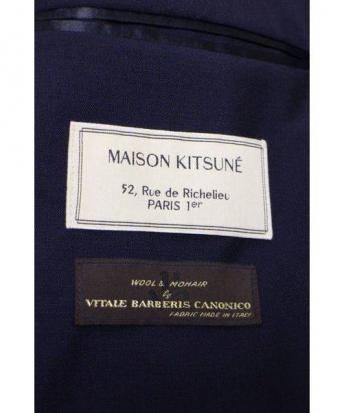 MAISON KITSUNÉ
52, Rue de Richelieu
PARIS 1er
WOOL & MOHAIR
by
VITALE BARBERIS CANONICO
FABRIC MADE IN ITALY